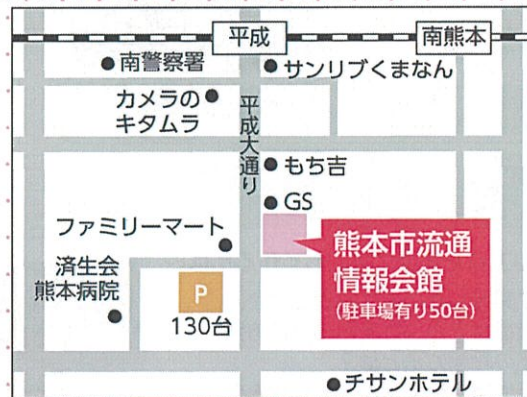 平成
南熊本
南警察署
サンリブくまなん
カメラの
キタムラ
平成大通り
もち吉
GS
ファミリーマート
熊本市流通
情報会館
(駐車場有り50台)
済生会
熊本病院
P
130台
チサンホテル